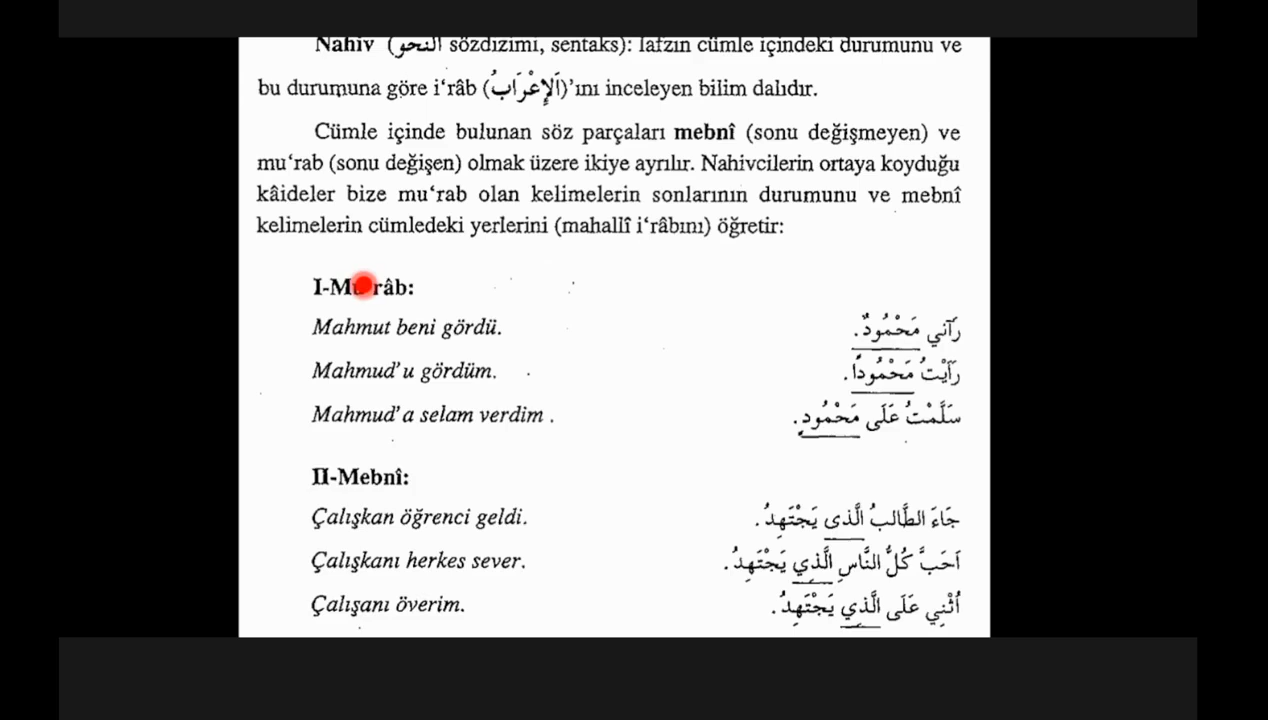 Nahiv (النحو sözdizimi, sentaks): lafzın cümle içindeki durumunu ve
bu durumuna göre i‘râb (اَلإِعْرَابُ)’ını inceleyen bilim dalıdır.
Cümle içinde bulunan söz parçaları mebnî (sonu değişmeyen) ve
mu‘rab (sonu değişen) olmak üzere ikiye ayrılır. Nahivcilerin ortaya koyduğu
kâideler bize mu‘rab olan kelimelerin sonlarının durumunu ve mebnî
kelimelerin cümledeki yerlerini (mahallî i‘râbını) öğretir:
I-Mu‘râb:
Mahmut beni gördü. رَآني مَحْمُودٌ.
Mahmud’u gördüm. رَأَيْتُ مَحْمُودًا.
Mahmud’a selam verdim . سَلَّمْتُ عَلَى مَحْمُودٍ.
II-Mebnî:
Çalışkan öğrenci geldi. جَاءَ الطَّالبُ الَّذى يَجْتَهِدُ.
Çalışkanı herkes sever. اَحَبَّ كُلُّ النَّاسِ الَّذِي يَجْتَهِدُ.
Çalışanı överim. اُثْنِي عَلَى الَّذِي يَجْتَهِدُ.